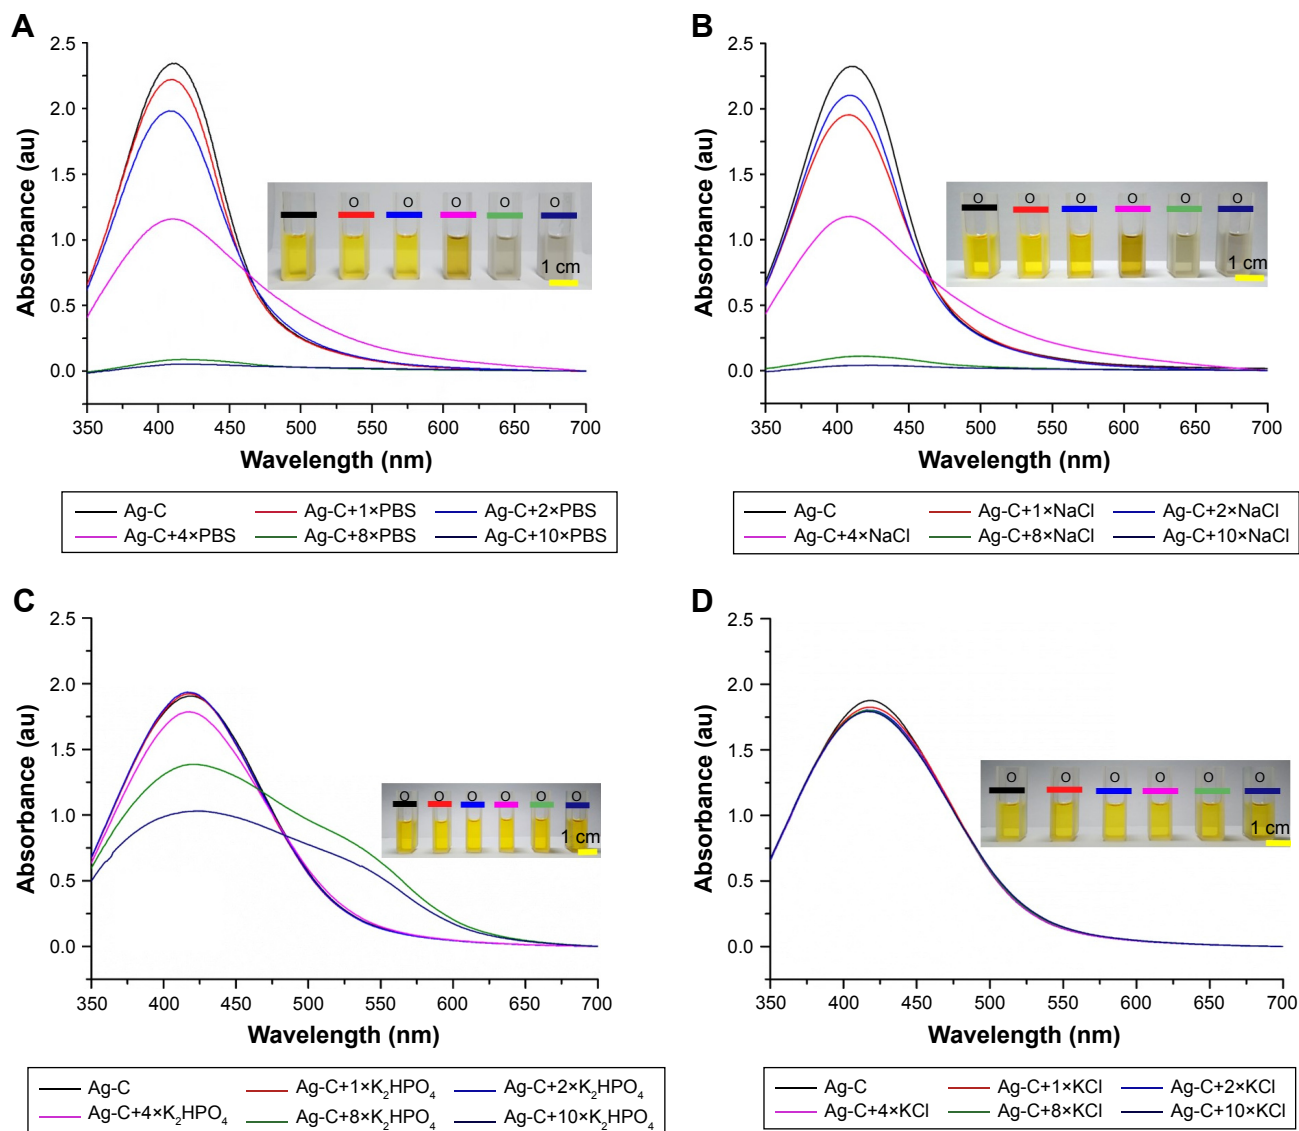 A
Absorbance (au)
2.5
2.0
1.5
1.0
0.5
0.0
O O O O O
1 cm
350 400 450 500 550 600 650 700
Wavelength (nm)
Ag-C Ag-C+1×PBS Ag-C+2×PBS
Ag-C+4×PBS Ag-C+8×PBS Ag-C+10×PBS
B
Absorbance (au)
2.5
2.0
1.5
1.0
0.5
0.0
O O O O O
1 cm
350 400 450 500 550 600 650 700
Wavelength (nm)
Ag-C Ag-C+1×NaCl Ag-C+2×NaCl
Ag-C+4×NaCl Ag-C+8×NaCl Ag-C+10×NaCl
C
Absorbance (au)
2.5
2.0
1.5
1.0
0.5
0.0
O O O O O O
1 cm
350 400 450 500 550 600 650 700
Wavelength (nm)
Ag-C Ag-C+1×K₂HPO₄ Ag-C+2×K₂HPO₄
Ag-C+4×K₂HPO₄ Ag-C+8×K₂HPO₄ Ag-C+10×K₂HPO₄
D
Absorbance (au)
2.5
2.0
1.5
1.0
0.5
0.0
O O O O O O
1 cm
350 400 450 500 550 600 650 700
Wavelength (nm)
Ag-C Ag-C+1×KCl Ag-C+2×KCl
Ag-C+4×KCl Ag-C+8×KCl Ag-C+10×KCl